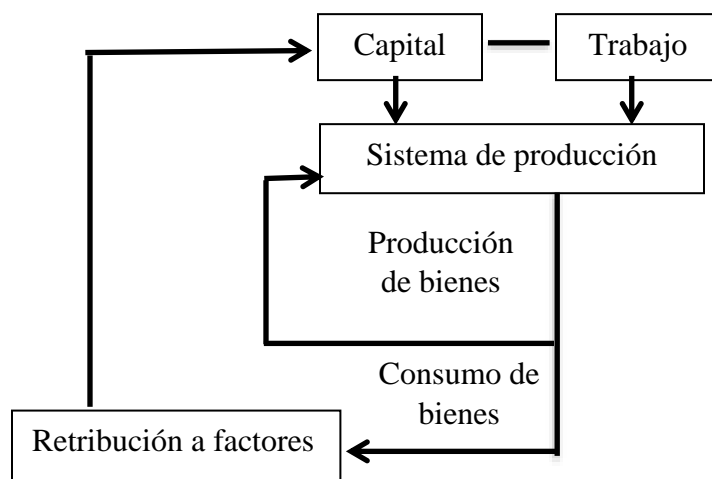 Capital
Trabajo
Sistema de producción
Producción
de bienes
Consumo de
bienes
Retribución a factores